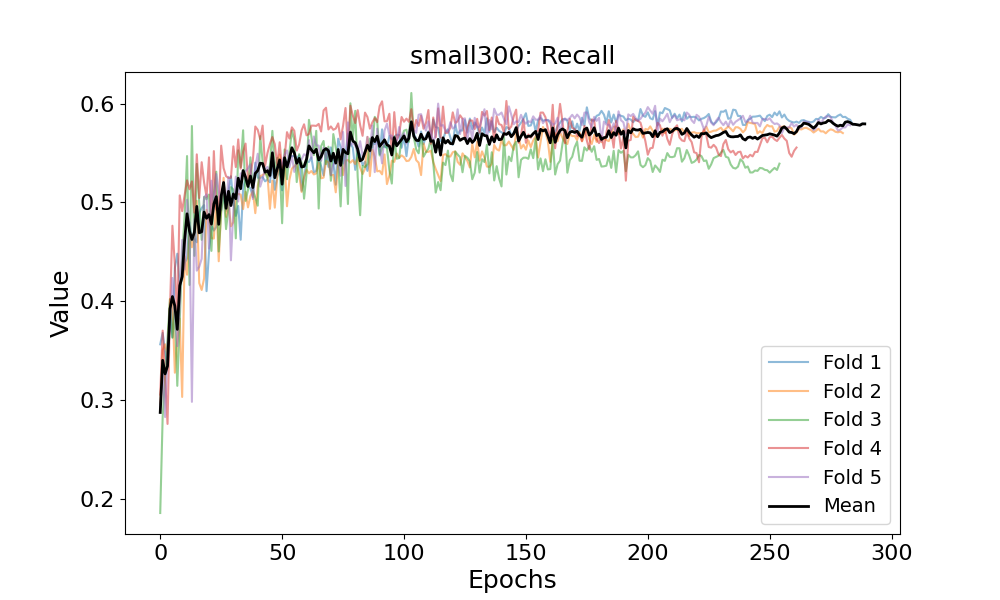 small300: Recall
Value
0.6
0.5
0.4
0.3
0.2
0 50 100 150 200 250 300
Epochs
Fold 1
Fold 2
Fold 3
Fold 4
Fold 5
Mean